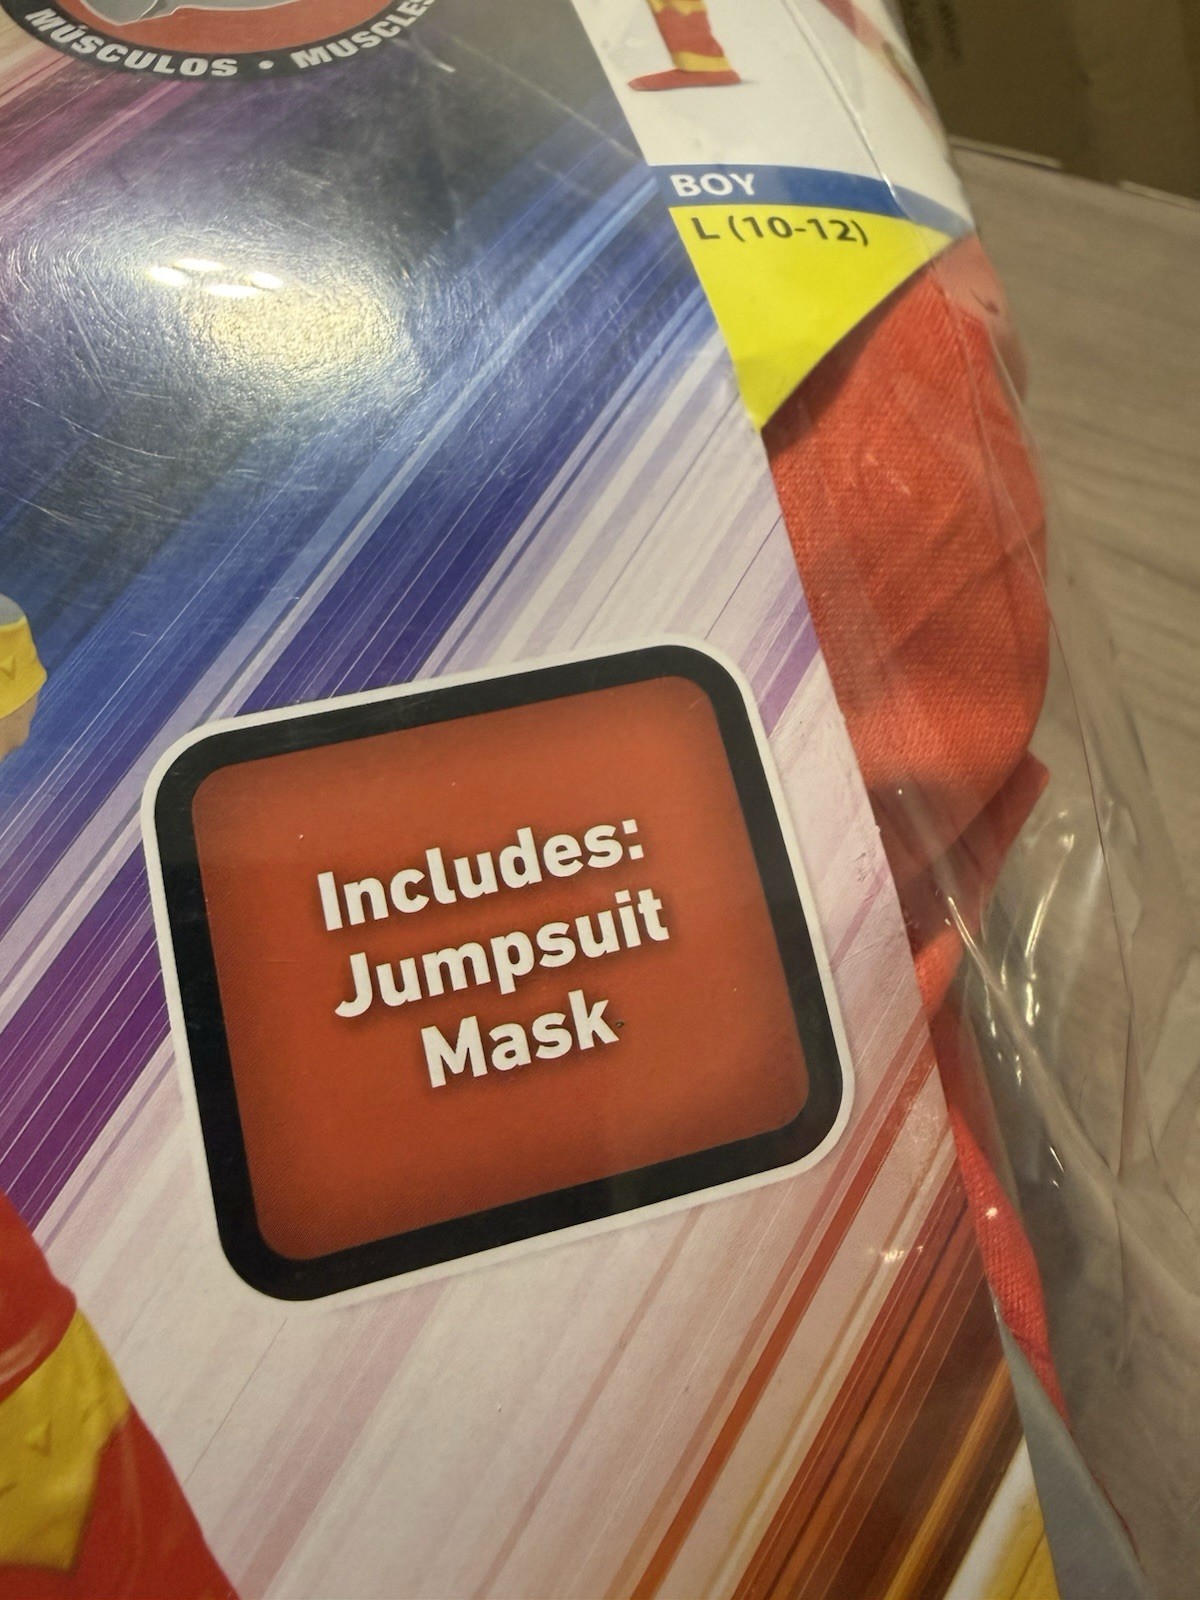 MÚSCULOS • MUSCLES
BOY
L (10-12)
Includes:
Jumpsuit
Mask